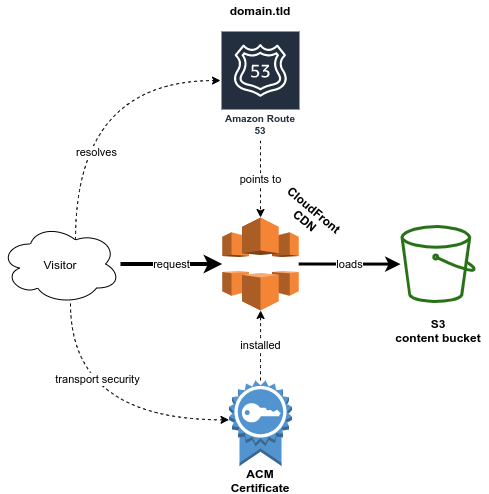 domain.tld
53
Amazon Route
53
resolves
points to
CloudFront
CDN
Visitor
request
loads
S3
content bucket
installed
transport security
ACM
Certificate